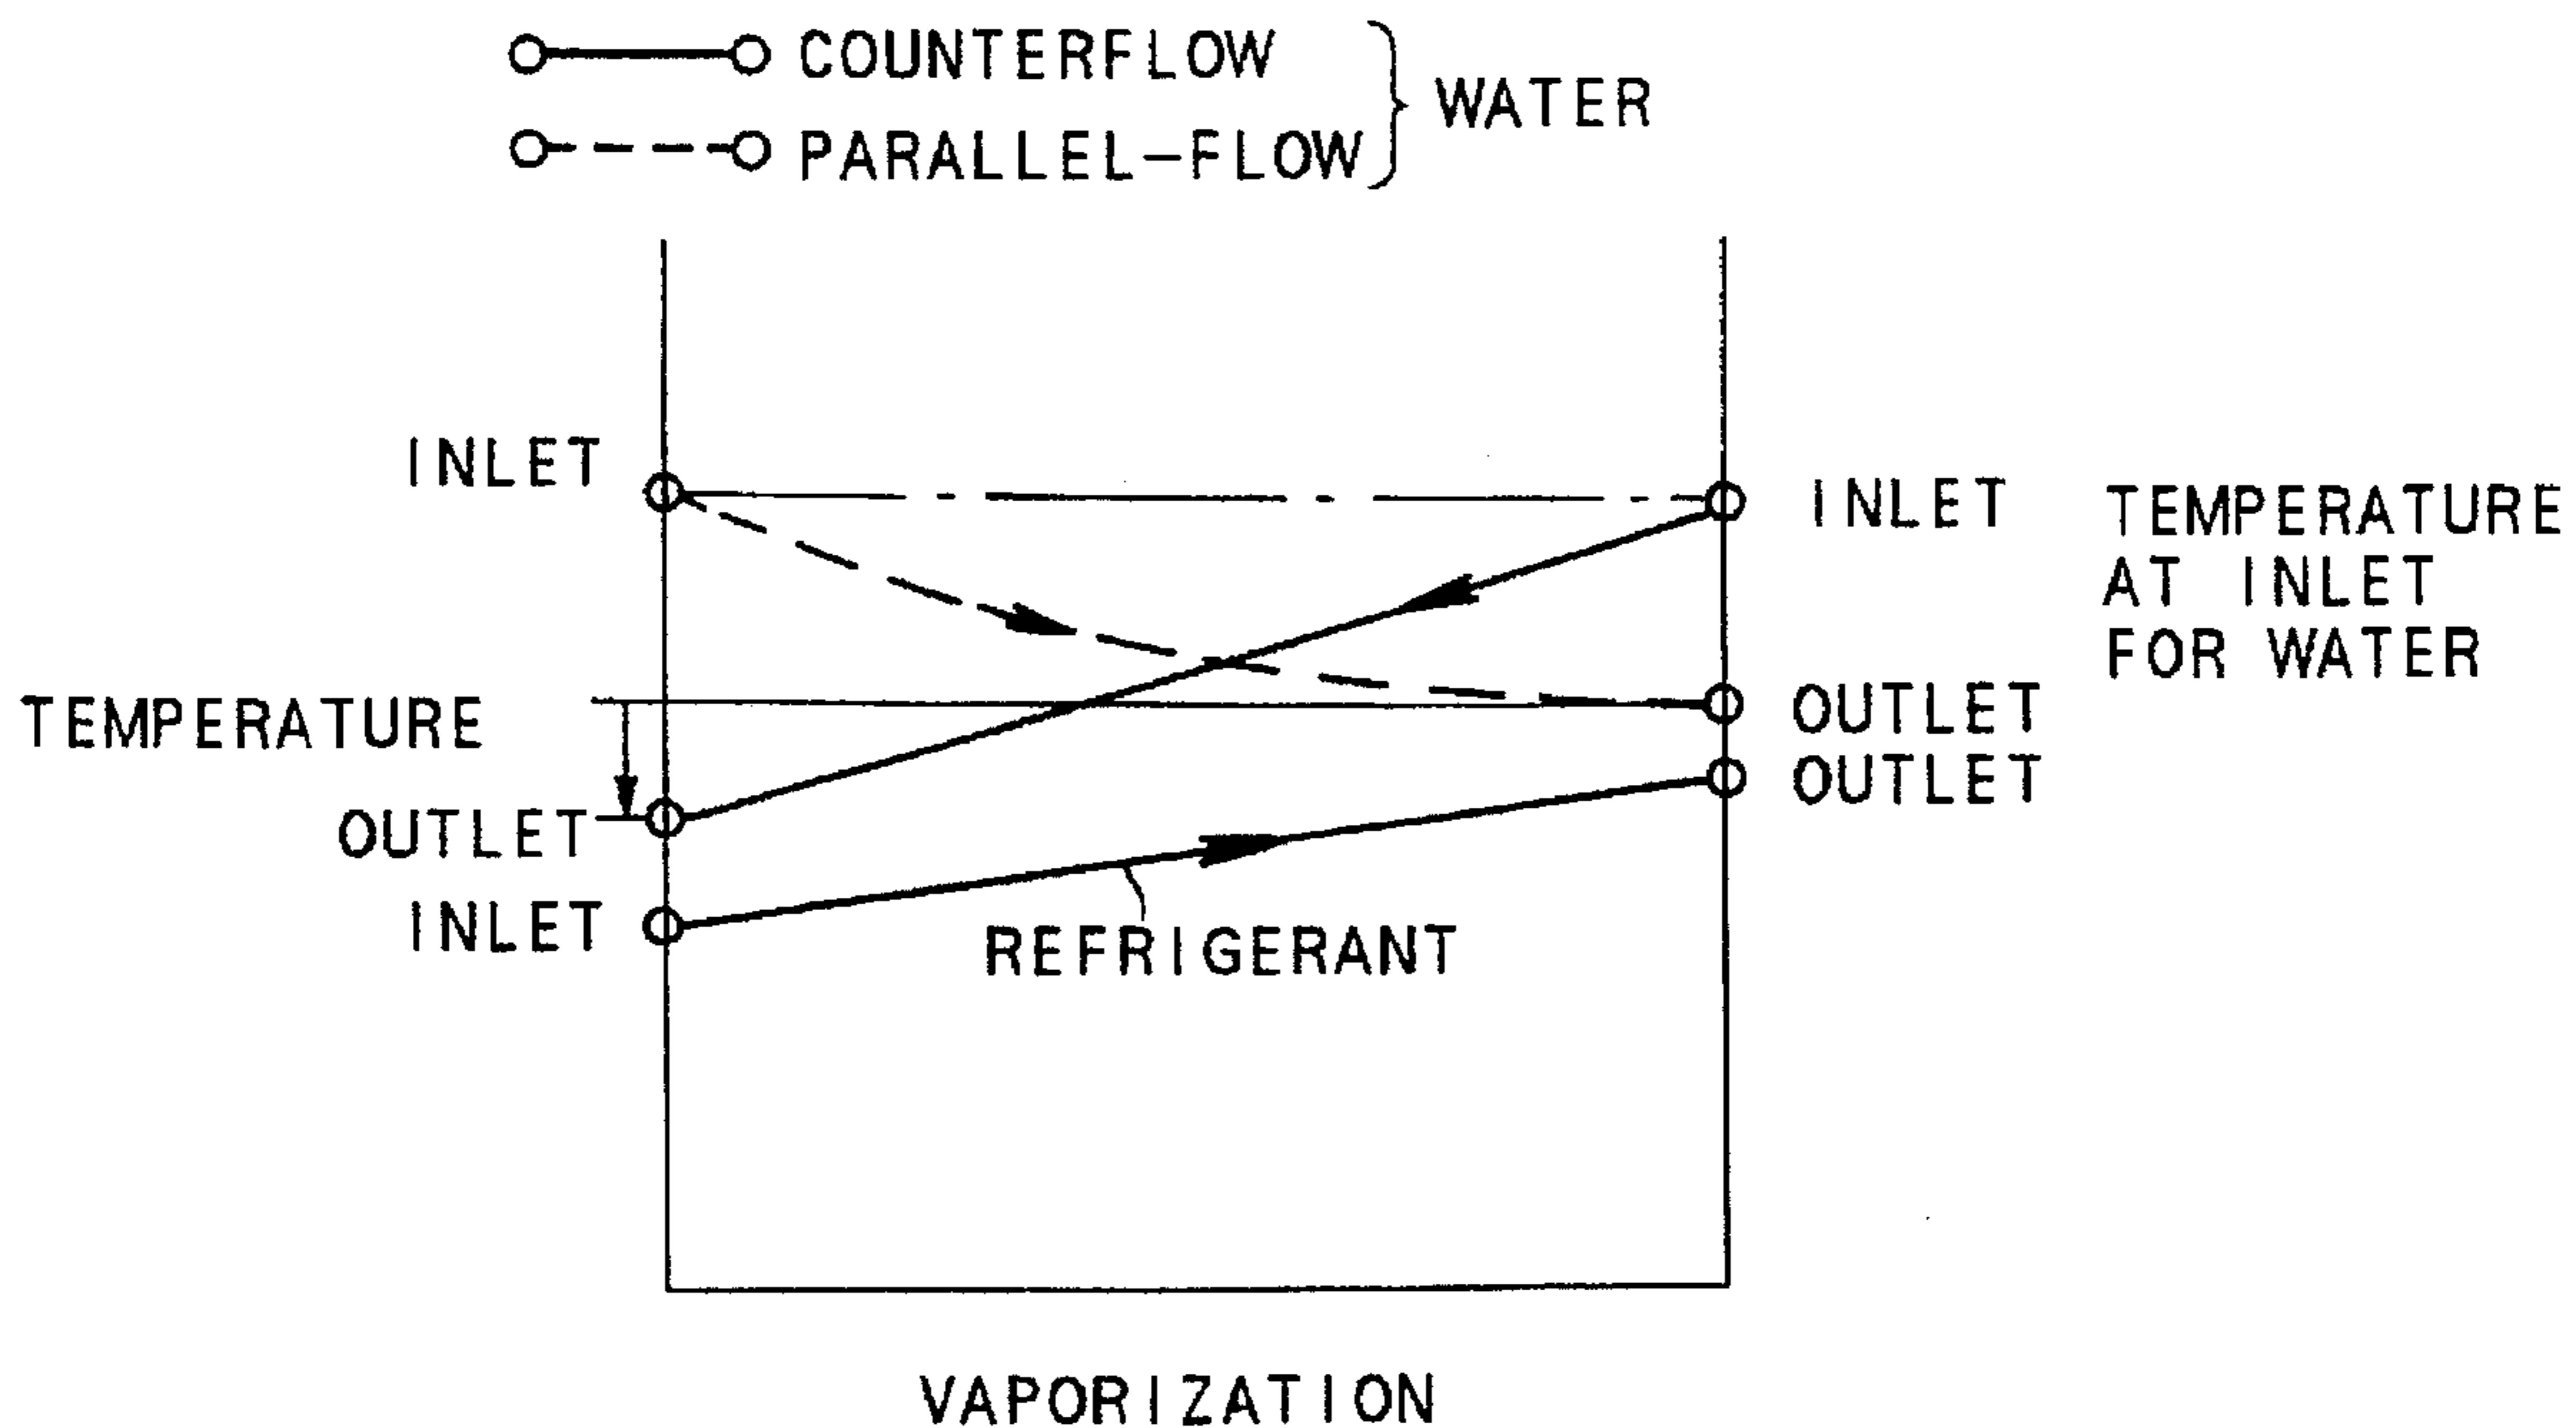 COUNTERFLOW
PARALLEL-FLOW
WATER
INLET
INLET
TEMPERATURE
AT INLET
FOR WATER
TEMPERATURE
OUTLET
OUTLET
OUTLET
INLET
REFRIGERANT
VAPORIZATION